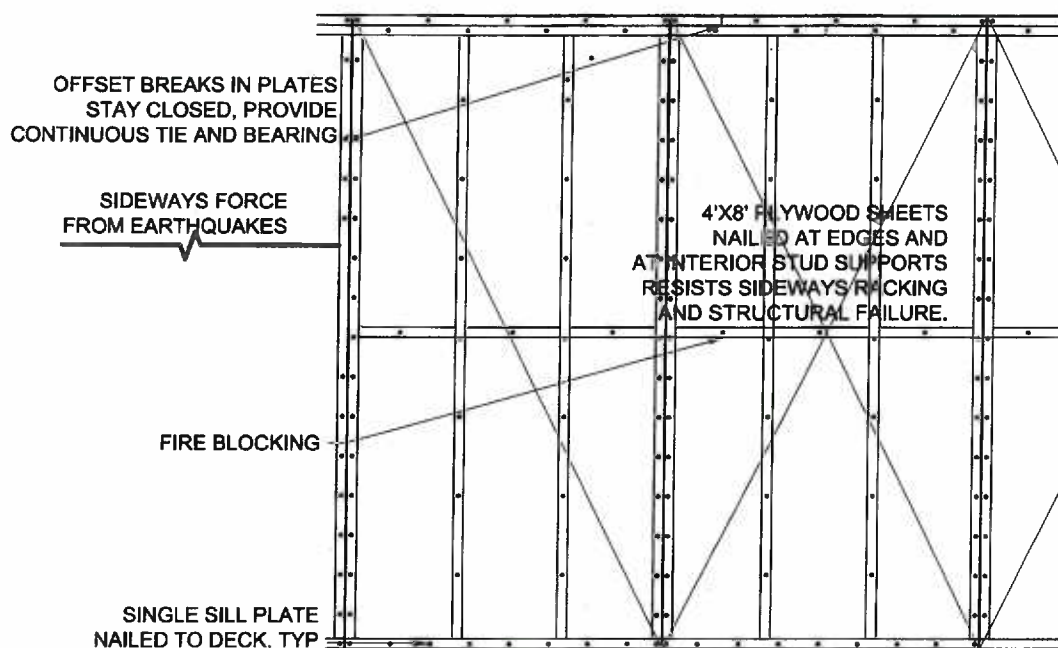 OFFSET BREAKS IN PLATES
STAY CLOSED, PROVIDE
CONTINUOUS TIE AND BEARING
SIDEWAYS FORCE
FROM EARTHQUAKES
4'X8' PLYWOOD SHEETS
NAILED AT EDGES AND
AT INTERIOR STUD SUPPORTS
RESISTS SIDEWAYS RACKING
AND STRUCTURAL FAILURE.
FIRE BLOCKING
SINGLE SILL PLATE
NAILED TO DECK. TYP